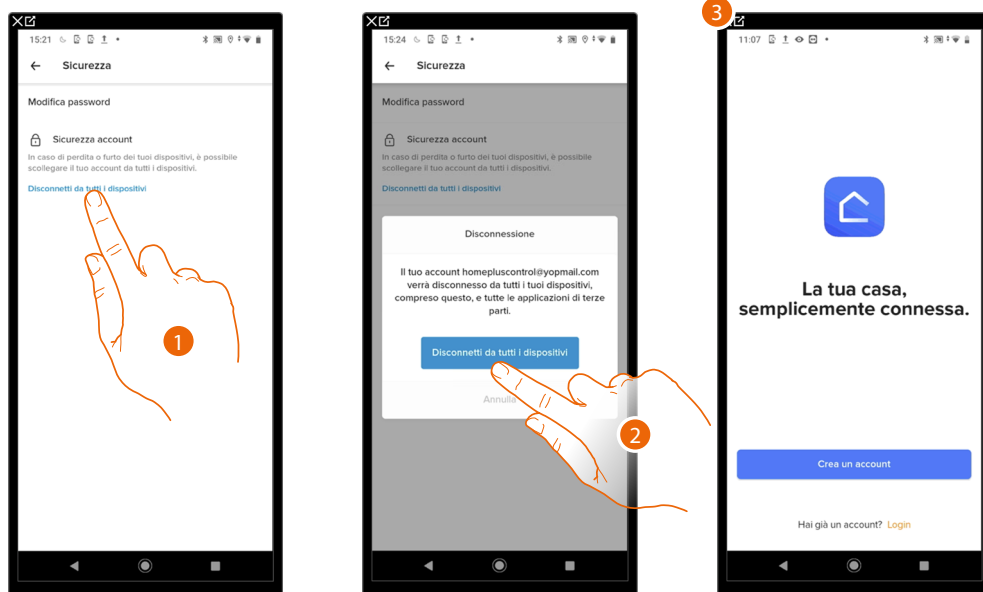 15:21
Sicurezza
Modifica password
Sicurezza account
In caso di perdita o furto dei tuoi dispositivi, è possibile
scollegare il tuo account da tutti i dispositivi.
Disconnetti da tutti i dispositivi
1
15:24
Sicurezza
Modifica password
Sicurezza account
In caso di perdita o furto dei tuoi dispositivi, è possibile
scollegare il tuo account da tutti i dispositivi.
Disconnetti da tutti i dispositivi
Disconnessione
Il tuo account homepluscontrol@yopmail.com
verrà disconnesso da tutti i tuoi dispositivi,
compreso questo, e tutte le applicazioni di terze
parti.
Disconnetti da tutti i dispositivi
Annulla
2
3
11:07
La tua casa,
semplicemente connessa.
Crea un account
Hai già un account? Login